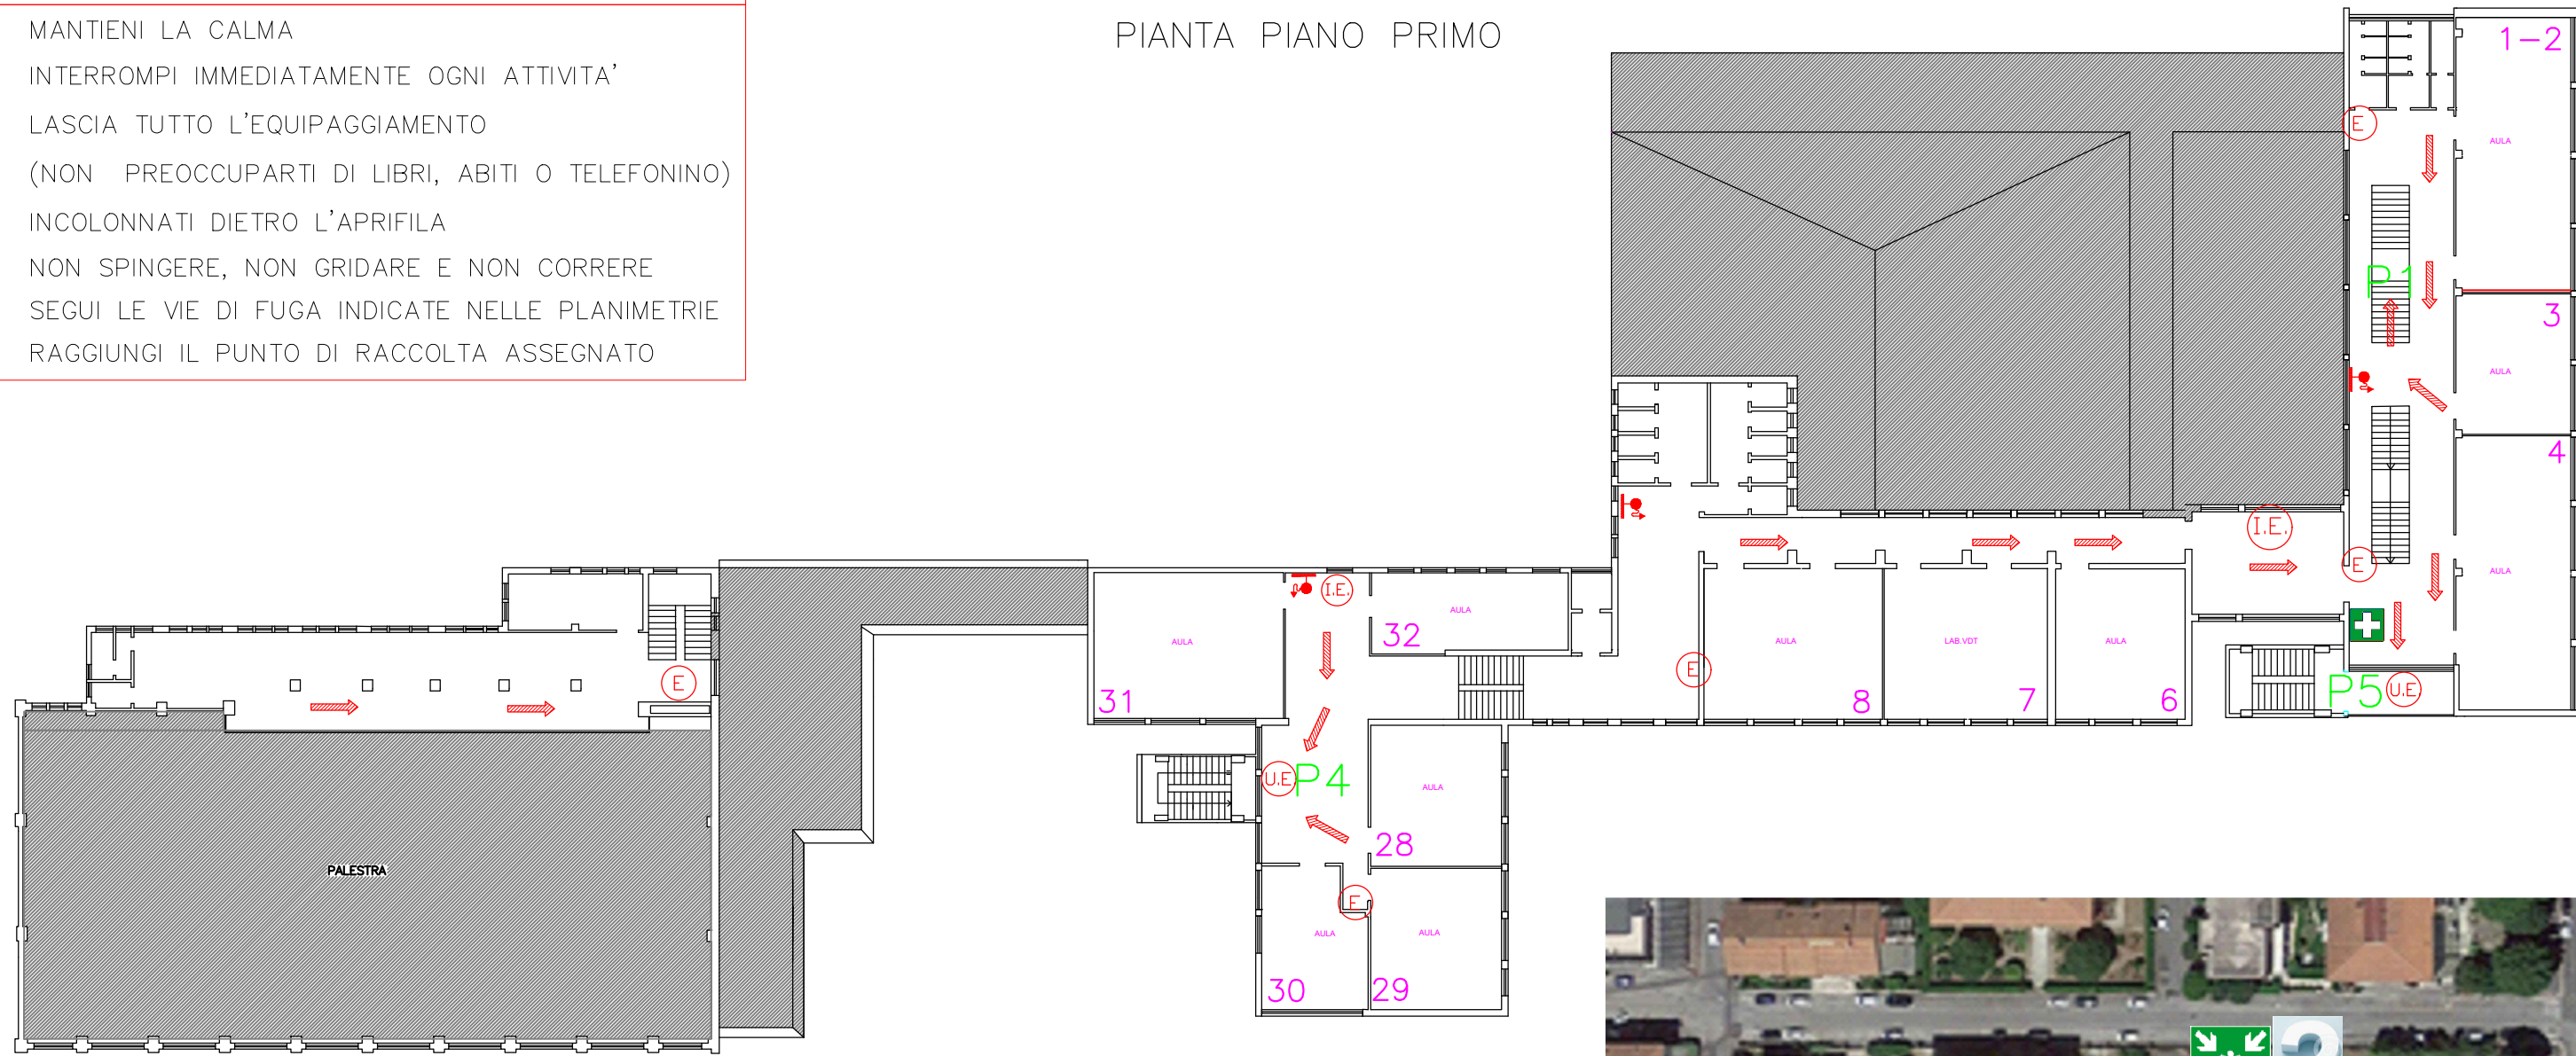 MANTIENI LA CALMA
INTERROMPI IMMEDIATAMENTE OGNI ATTIVITA'
LASCIA TUTTO L'EQUIPAGGIAMENTO
(NON PREOCCUPARTI DI LIBRI, ABITI O TELEFONINO)
INCOLONNATI DIETRO L'APRIFILA
NON SPINGERE, NON GRIDARE E NON CORRERE
SEGUI LE VIE DI FUGA INDICATE NELLE PLANIMETRIE
RAGGIUNGI IL PUNTO DI RACCOLTA ASSEGNATO
PIANTA PIANO PRIMO
1-2
AULA
E
P1
3
AULA
4
AULA
I.E.
E
P5
U.E.
AULA
6
LAB.VDT
7
AULA
8
E
AULA
32
I.E.
AULA
31
U.E.
P4
AULA
28
E
AULA
29
AULA
30
E
PALESTRA